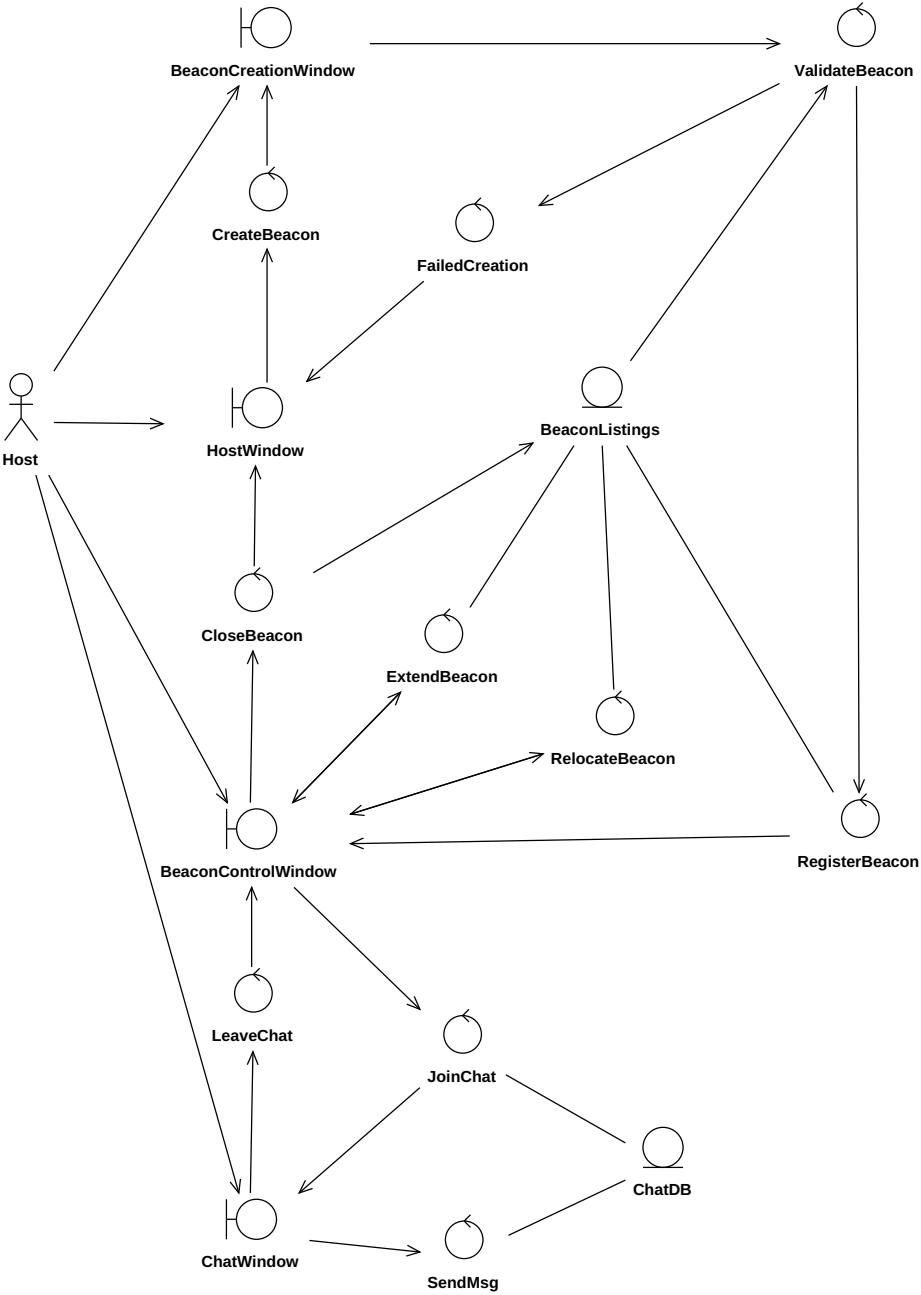 BeaconCreationWindow
ValidateBeacon
CreateBeacon
FailedCreation
HostWindow
BeaconListings
Host
CloseBeacon
ExtendBeacon
RelocateBeacon
BeaconControlWindow
RegisterBeacon
LeaveChat
JoinChat
ChatDB
ChatWindow
SendMsg